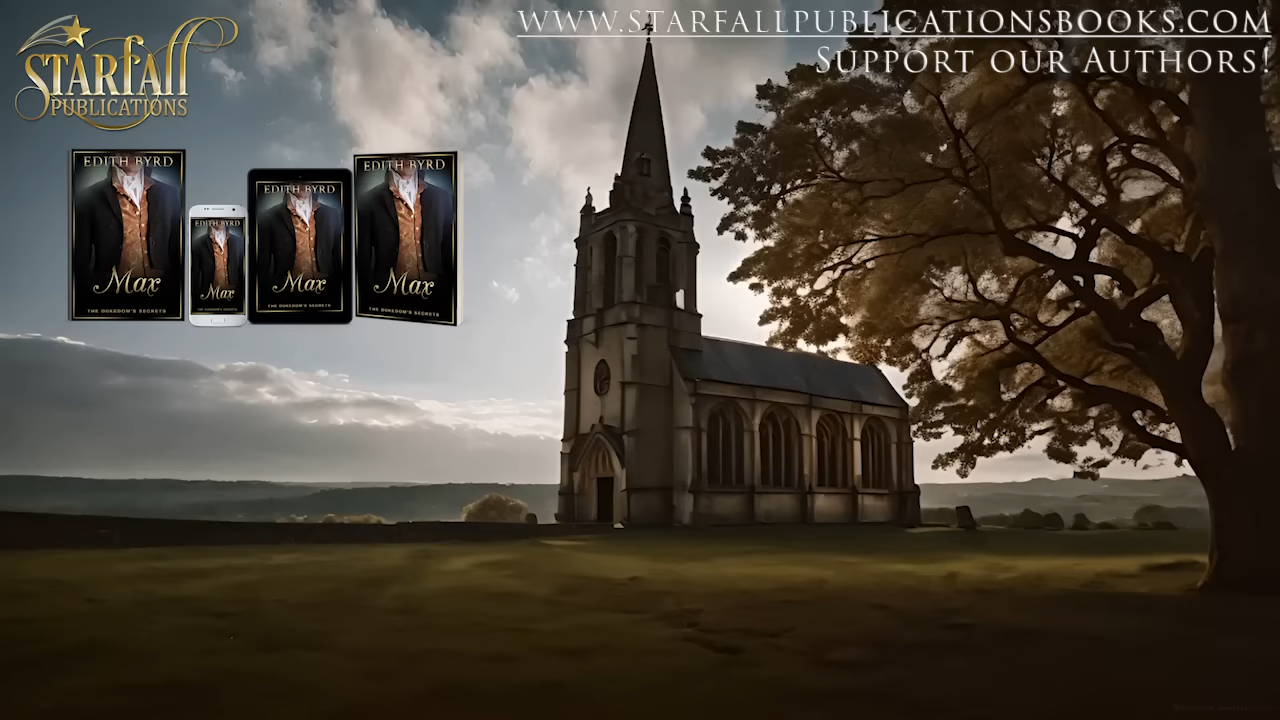 WWW.STARFALLPUBLICATIONSBOOKS.COM
SUPPORT OUR AUTHORS!
STARfall
PUBLICATIONS
EDITH BYRD
Max
THE DUKEDOM'S SECRETS
EDITH BYRD
Max
THE DUKEDOM'S SECRETS
EDITH BYRD
Max
THE DUKEDOM'S SECRETS
EDITH BYRD
Max
THE DUKEDOM'S SECRETS